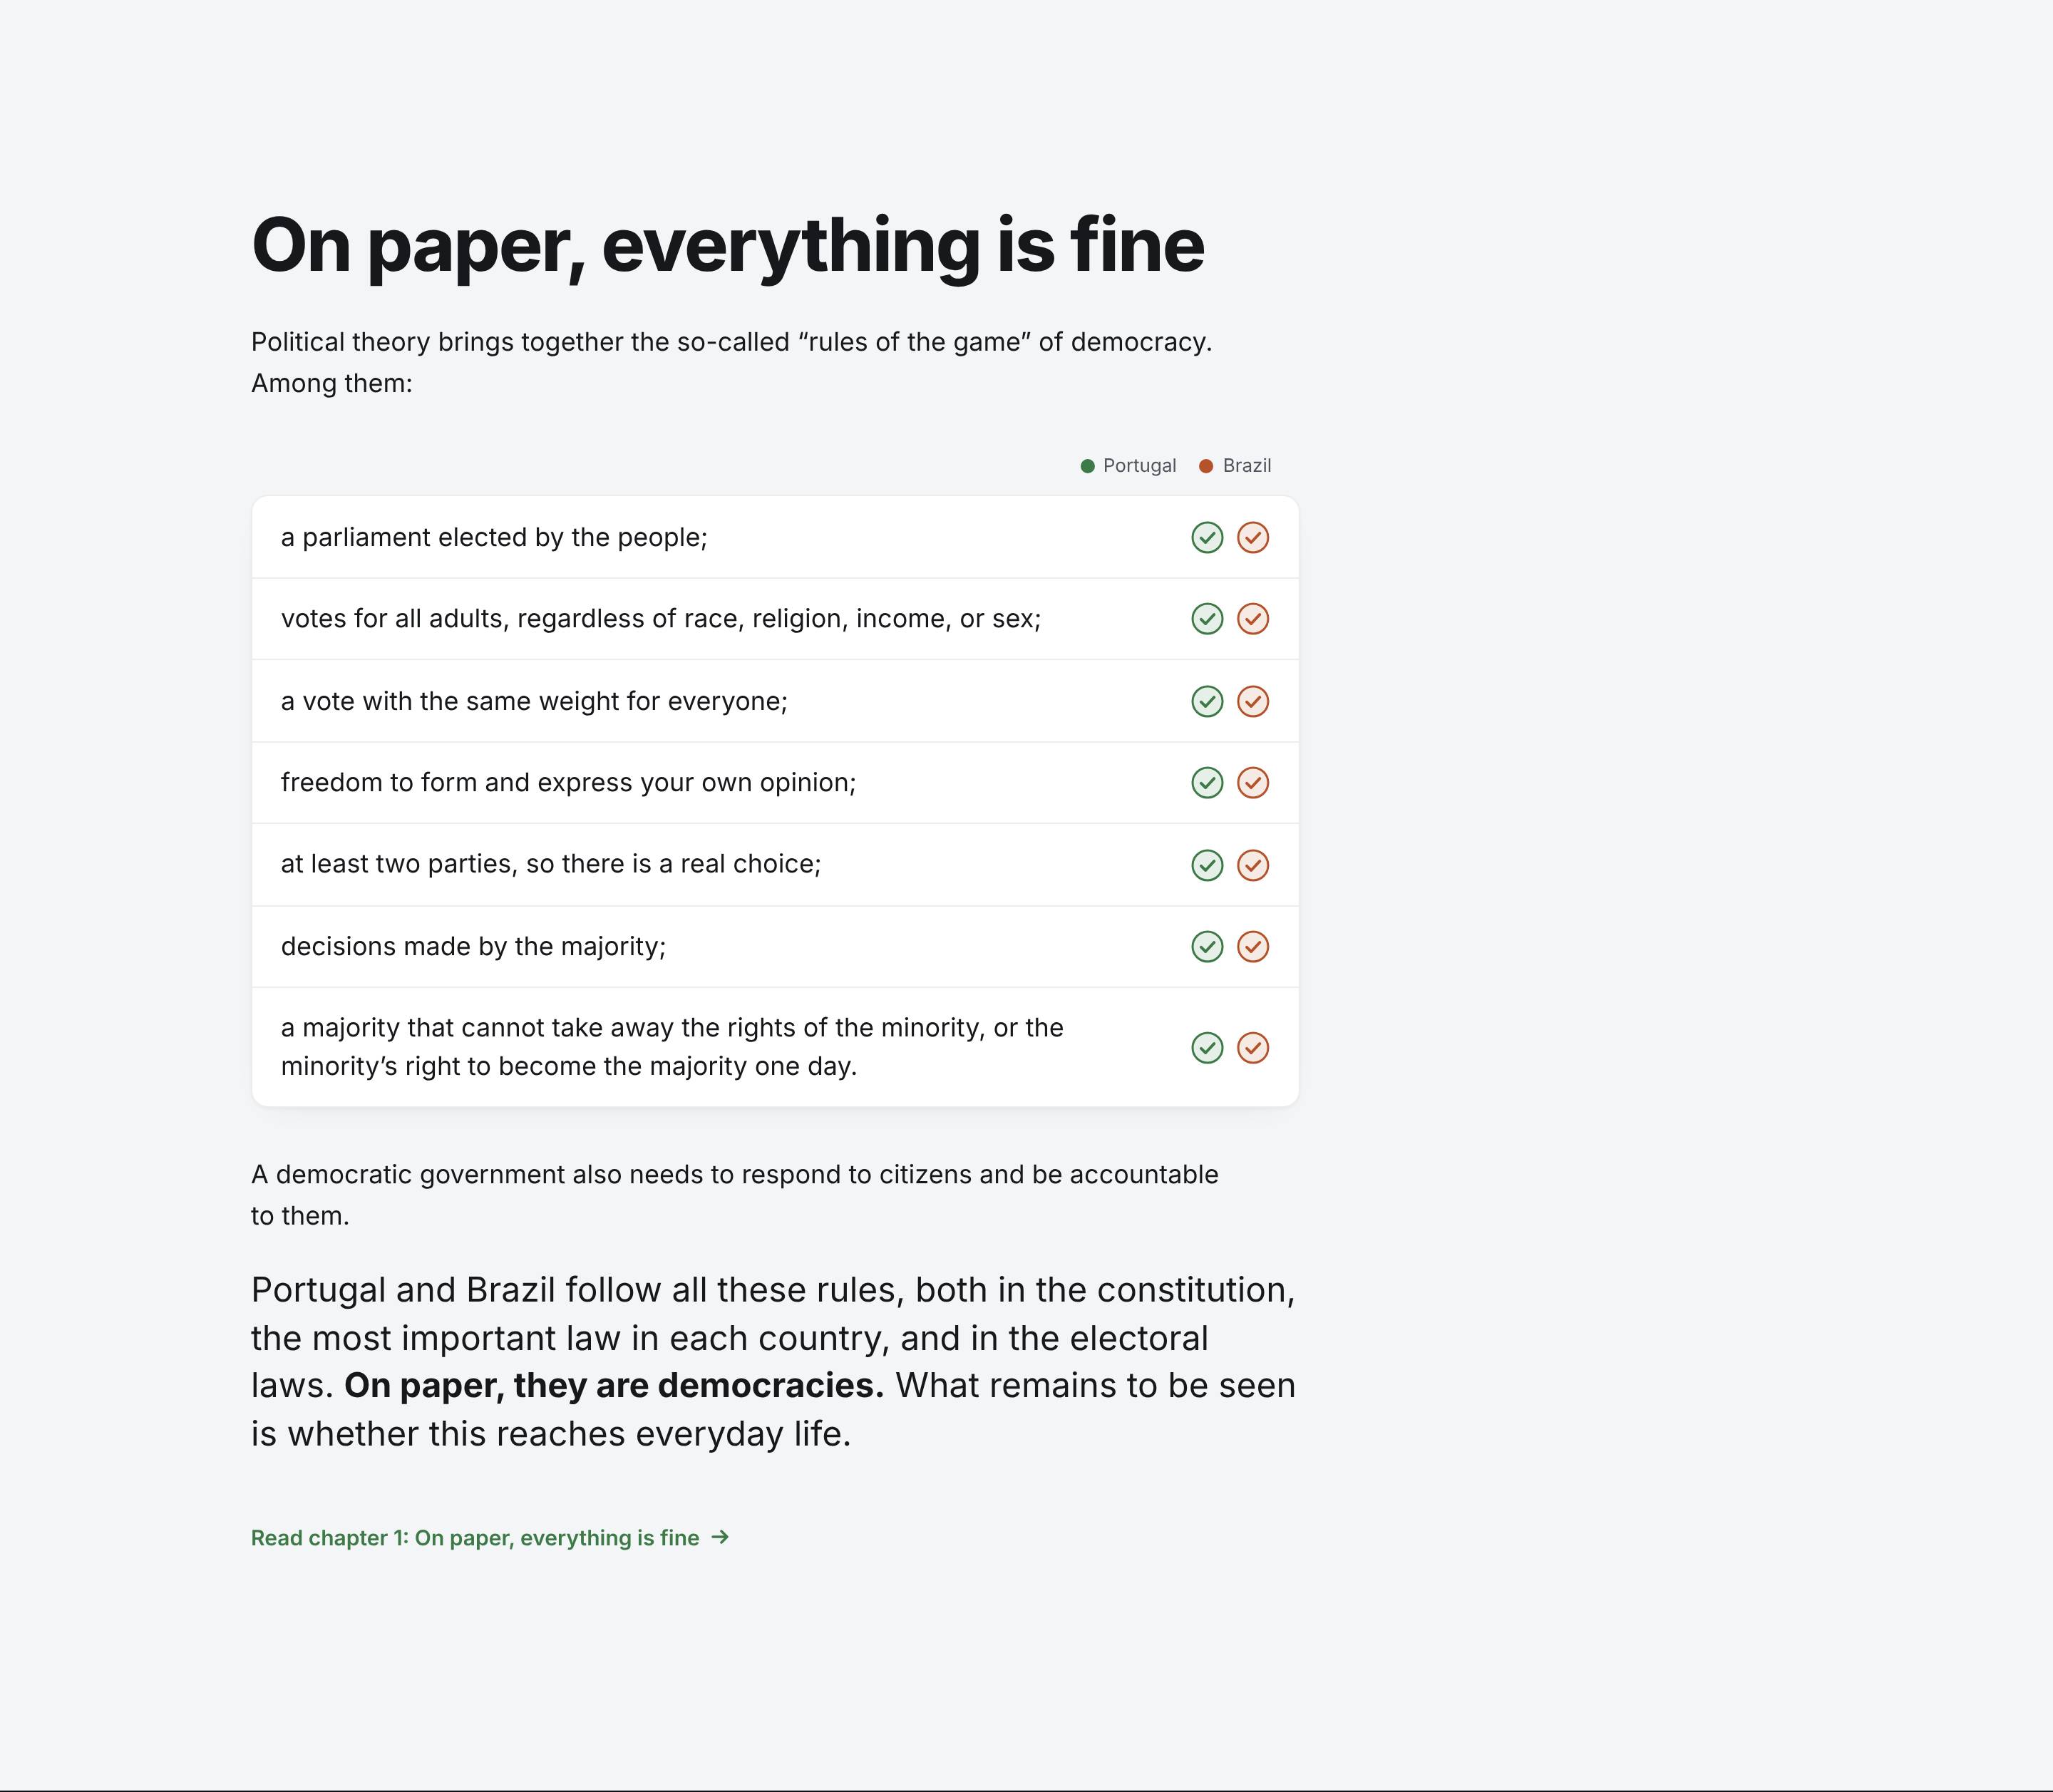 On paper, everything is fine
Political theory brings together the so-called “rules of the game” of democracy.
Among them:
Portugal Brazil
a parliament elected by the people;
votes for all adults, regardless of race, religion, income, or sex;
a vote with the same weight for everyone;
freedom to form and express your own opinion;
at least two parties, so there is a real choice;
decisions made by the majority;
a majority that cannot take away the rights of the minority, or the
minority’s right to become the majority one day.
A democratic government also needs to respond to citizens and be accountable
to them.
Portugal and Brazil follow all these rules, both in the constitution,
the most important law in each country, and in the electoral
laws. On paper, they are democracies. What remains to be seen
is whether this reaches everyday life.
Read chapter 1: On paper, everything is fine →